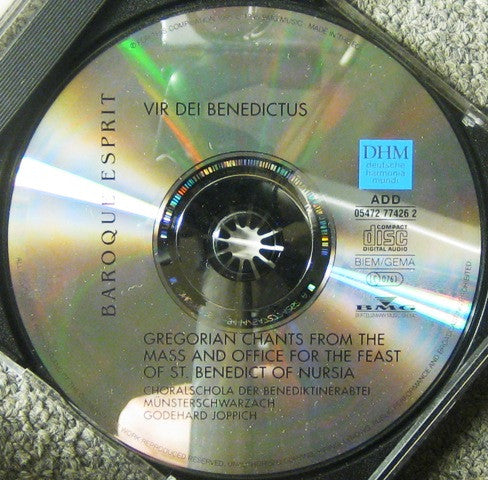 VIR DEI BENEDICTUS
BAROQUE ESPRIT
DHM
deutsche
harmonia
mundi
ADD
05472 77426 2
COMPACT
disc
DIGITAL AUDIO
BIEM/GEMA
BMG
GREGORIAN CHANTS FROM THE
MASS AND OFFICE FOR THE FEAST
OF ST. BENEDICT OF NURSIA
CHORALSCHOLA DER BENEDIKTINERABTEI
MÜNSTERSCHWARZACH
GODEHARD JOPPICH